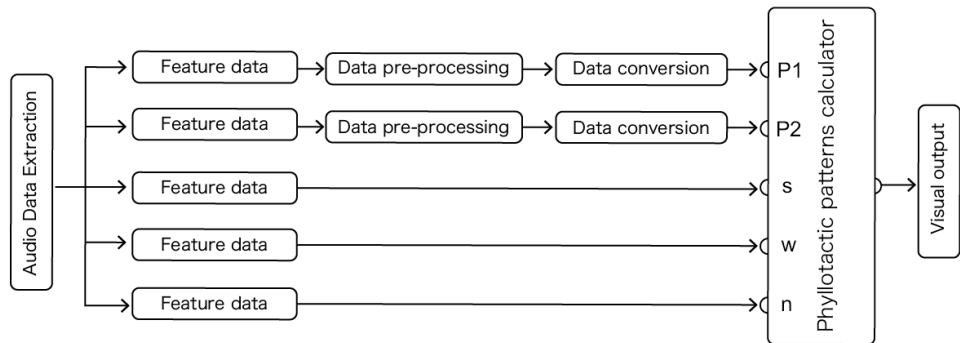 Audio Data Extraction
Feature data
Data pre-processing
Data conversion
P1
Feature data
Data pre-processing
Data conversion
P2
Feature data
s
Feature data
w
Feature data
n
Phyllotactic patterns calculator
Visual output